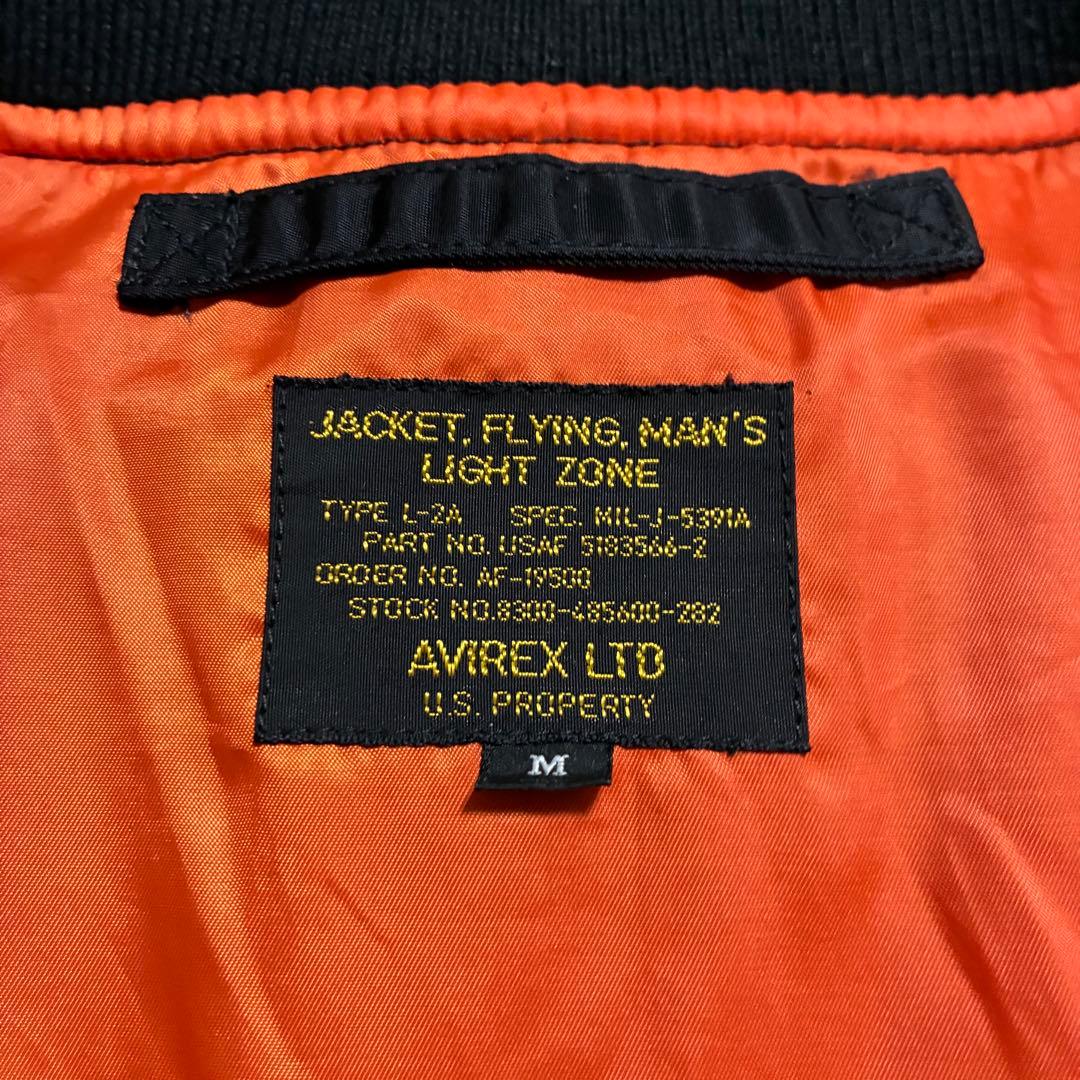 JACKET, FLYING, MAN'S
LIGHT ZONE
TYPE L-2A SPEC. MIL-J-5391A
PART NO. USAF 5183566-2
ORDER NO. AF-19500
STOCK NO.8300-485600-282
AVIREX LTD
U.S. PROPERTY
M